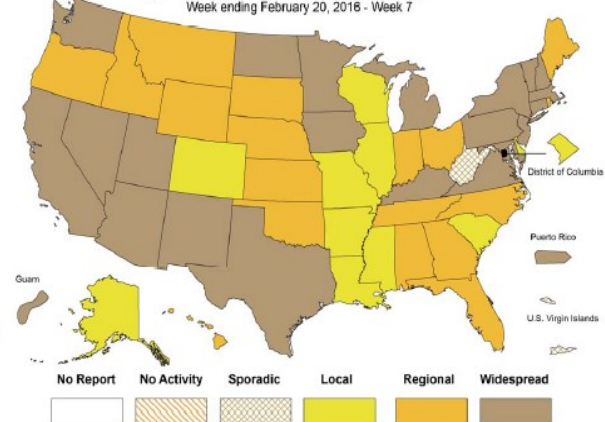 Week ending February 20, 2016 - Week 7
District of Columbia
Puerto Rico
Guam
U.S. Virgin Islands
No Report No Activity Sporadic Local Regional Widespread